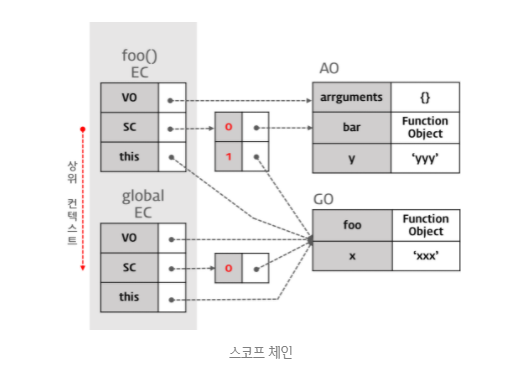 foo()
EC
AO
VO
SC
this
0
1
arrguments
{}
bar
Function
Object
y
‘yyy’
상위 컨텍스트
global
EC
GO
VO
SC
this
0
foo
Function
Object
x
‘xxx’
스코프 체인